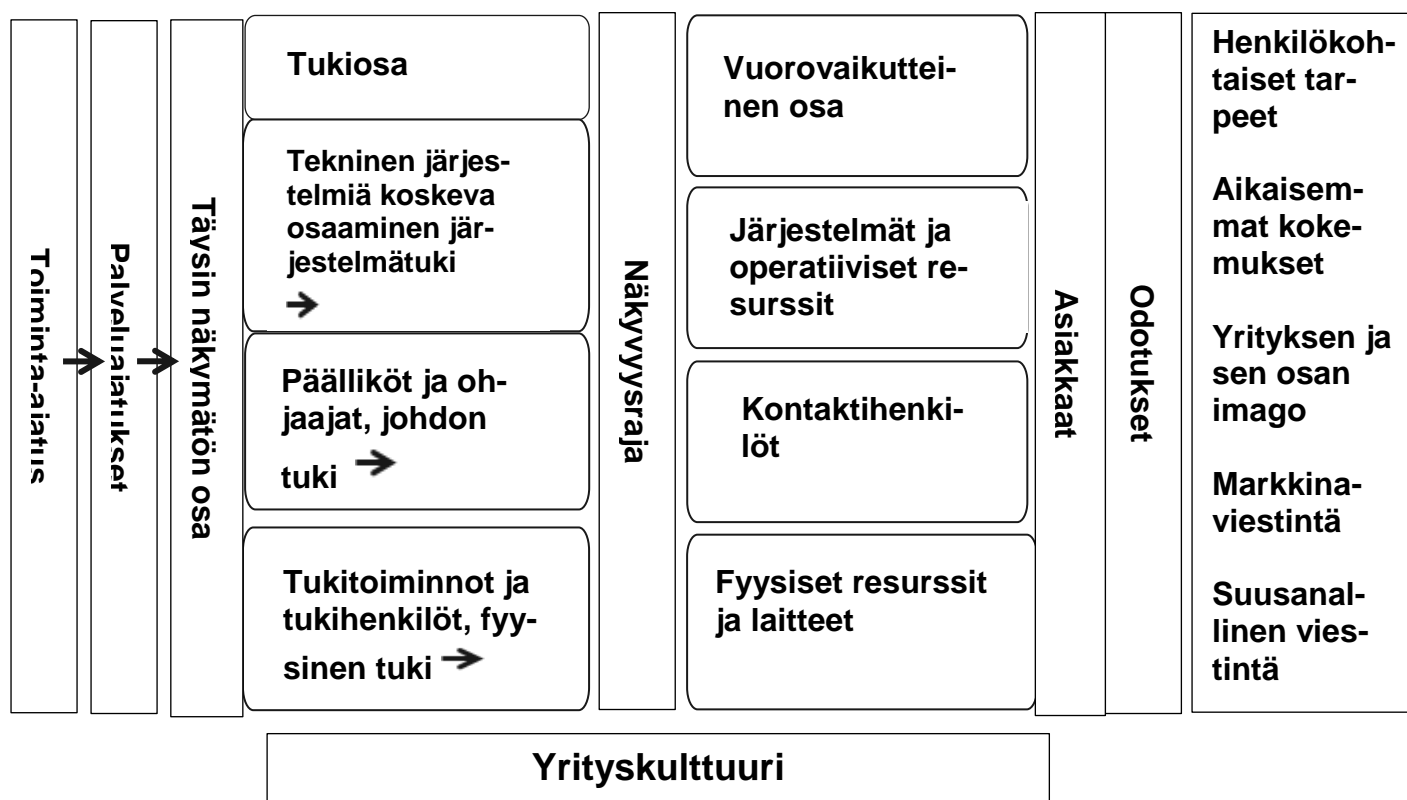 Toiminta-ajatus
Palveluajatukset
Täysin näkymätön osa
Tukiosa
Tekninen järjes-
telmiä koskeva
osaaminen jär-
jestelmätuki
Päälliköt ja oh-
jaajat, johdon
tuki
Tukitoiminnot ja
tukihenkilöt, fyy-
sinen tuki
Näkyvyysraja
Vuorovaikuttei-
nen osa
Järjestelmät ja
operatiiviset re-
surssit
Kontaktihenki-
löt
Fyysiset resurssit
ja laitteet
Asiakkaat
Odotukset
Henkilökoh-
taiset tar-
peet
Aikaisem-
mat koke-
mukset
Yrityksen ja
sen osan
imago
Markkina-
viestintä
Suusanal-
linen vies-
tintä
Yrityskulttuuri